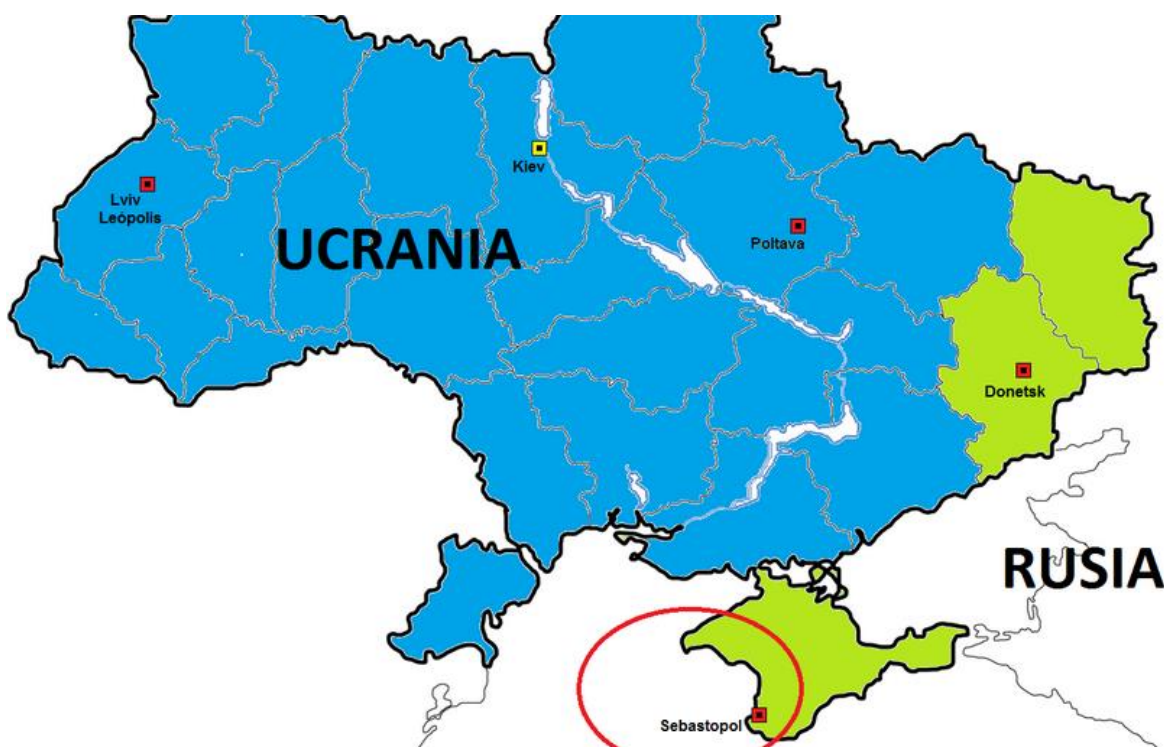 Kiev
Lviv
Leópolis
Poltava
UCRANIA
Donetsk
RUSIA
Sebastopol